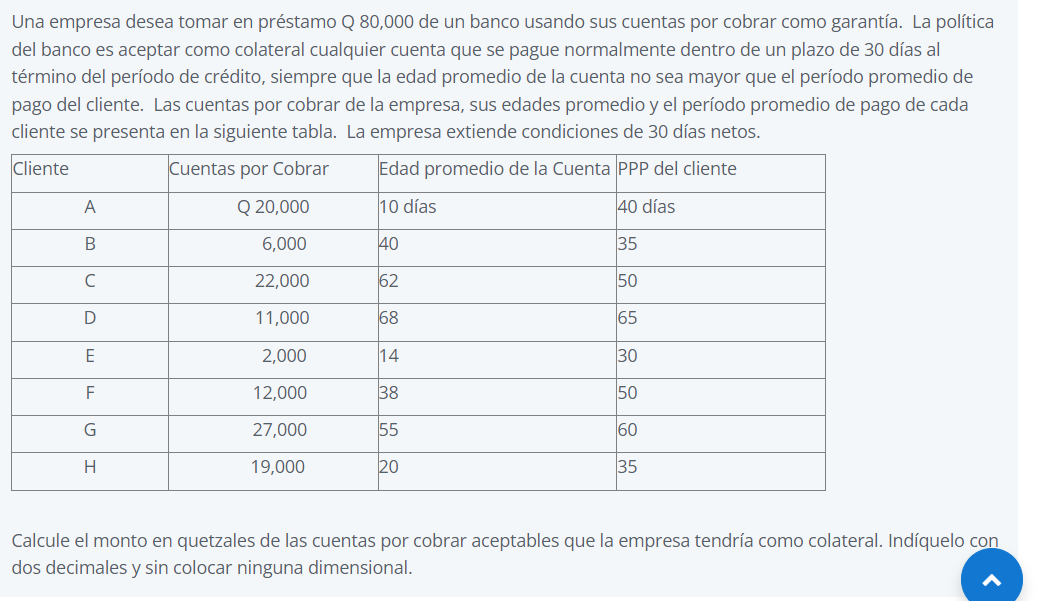 Una empresa desea tomar en préstamo Q 80,000 de un banco usando sus cuentas por cobrar como garantía.  La política
del banco es aceptar como colateral cualquier cuenta que se pague normalmente dentro de un plazo de 30 días al
término del período de crédito, siempre que la edad promedio de la cuenta no sea mayor que el período promedio de
pago del cliente.  Las cuentas por cobrar de la empresa, sus edades promedio y el período promedio de pago de cada
cliente se presenta en la siguiente tabla.  La empresa extiende condiciones de 30 días netos.
Cliente Cuentas por Cobrar Edad promedio de la Cuenta PPP del cliente
A Q 20,000 10 días 40 días
B 6,000 40 35
C 22,000 62 50
D 11,000 68 65
E 2,000 14 30
F 12,000 38 50
G 27,000 55 60
H 19,000 20 35
Calcule el monto en quetzales de las cuentas por cobrar aceptables que la empresa tendría como colateral. Indíquelo con
dos decimales y sin colocar ninguna dimensional.